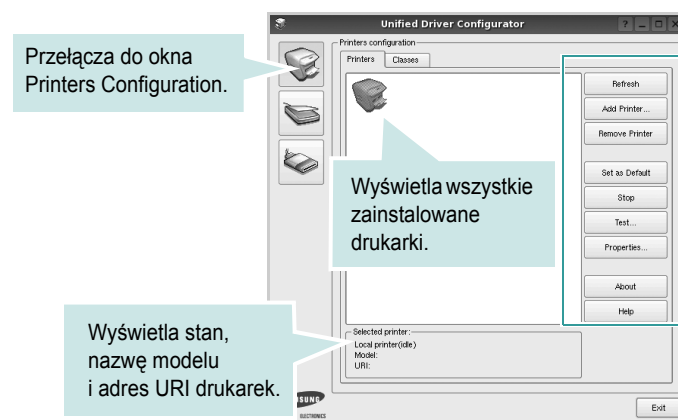 Unified Driver Configurator
Przełącza do okna
Printers Configuration.
Printers configuration
Printers
Classes
Refresh
Add Printer...
Remove Printer
Set as Default
Stop
Test...
Properties...
About
Help
Wyświetla wszystkie
zainstalowane
drukarki.
Wyświetla stan,
nazwę modelu
i adres URI drukarek.
Selected printer:
Local printer(idle)
Model:
URI:
ELECTRONICS
Exit